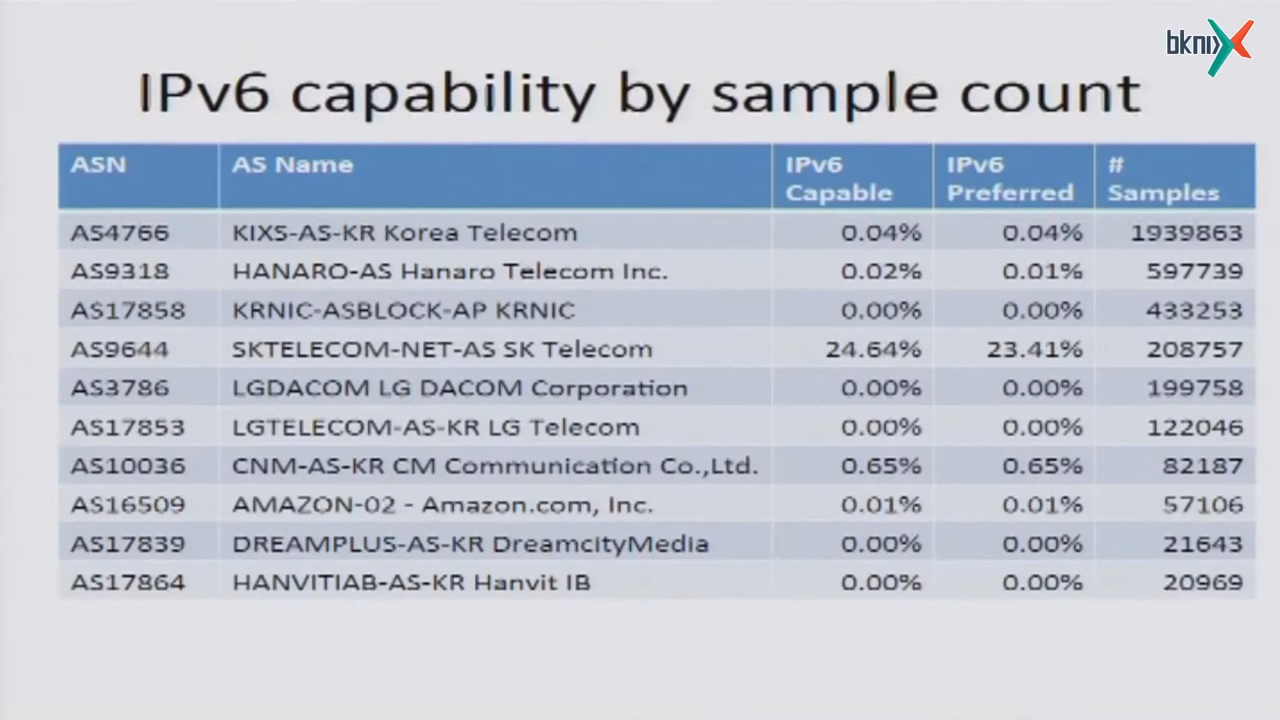 bknix
IPv6 capability by sample count
ASN AS Name IPv6 Capable IPv6 Preferred # Samples
AS4766 KIXS-AS-KR Korea Telecom 0.04% 0.04% 1939863
AS9318 HANARO-AS Hanaro Telecom Inc. 0.02% 0.01% 597739
AS17858 KRNIC-ASBLOCK-AP KRNIC 0.00% 0.00% 433253
AS9644 SKTELECOM-NET-AS SK Telecom 24.64% 23.41% 208757
AS3786 LGDACOM LG DACOM Corporation 0.00% 0.00% 199758
AS17853 LGTELECOM-AS-KR LG Telecom 0.00% 0.00% 122046
AS10036 CNM-AS-KR CM Communication Co.,Ltd. 0.65% 0.65% 82187
AS16509 AMAZON-02 - Amazon.com, Inc. 0.01% 0.01% 57106
AS17839 DREAMPLUS-AS-KR DreamcityMedia 0.00% 0.00% 21643
AS17864 HANVITIAB-AS-KR Hanvit IB 0.00% 0.00% 20969